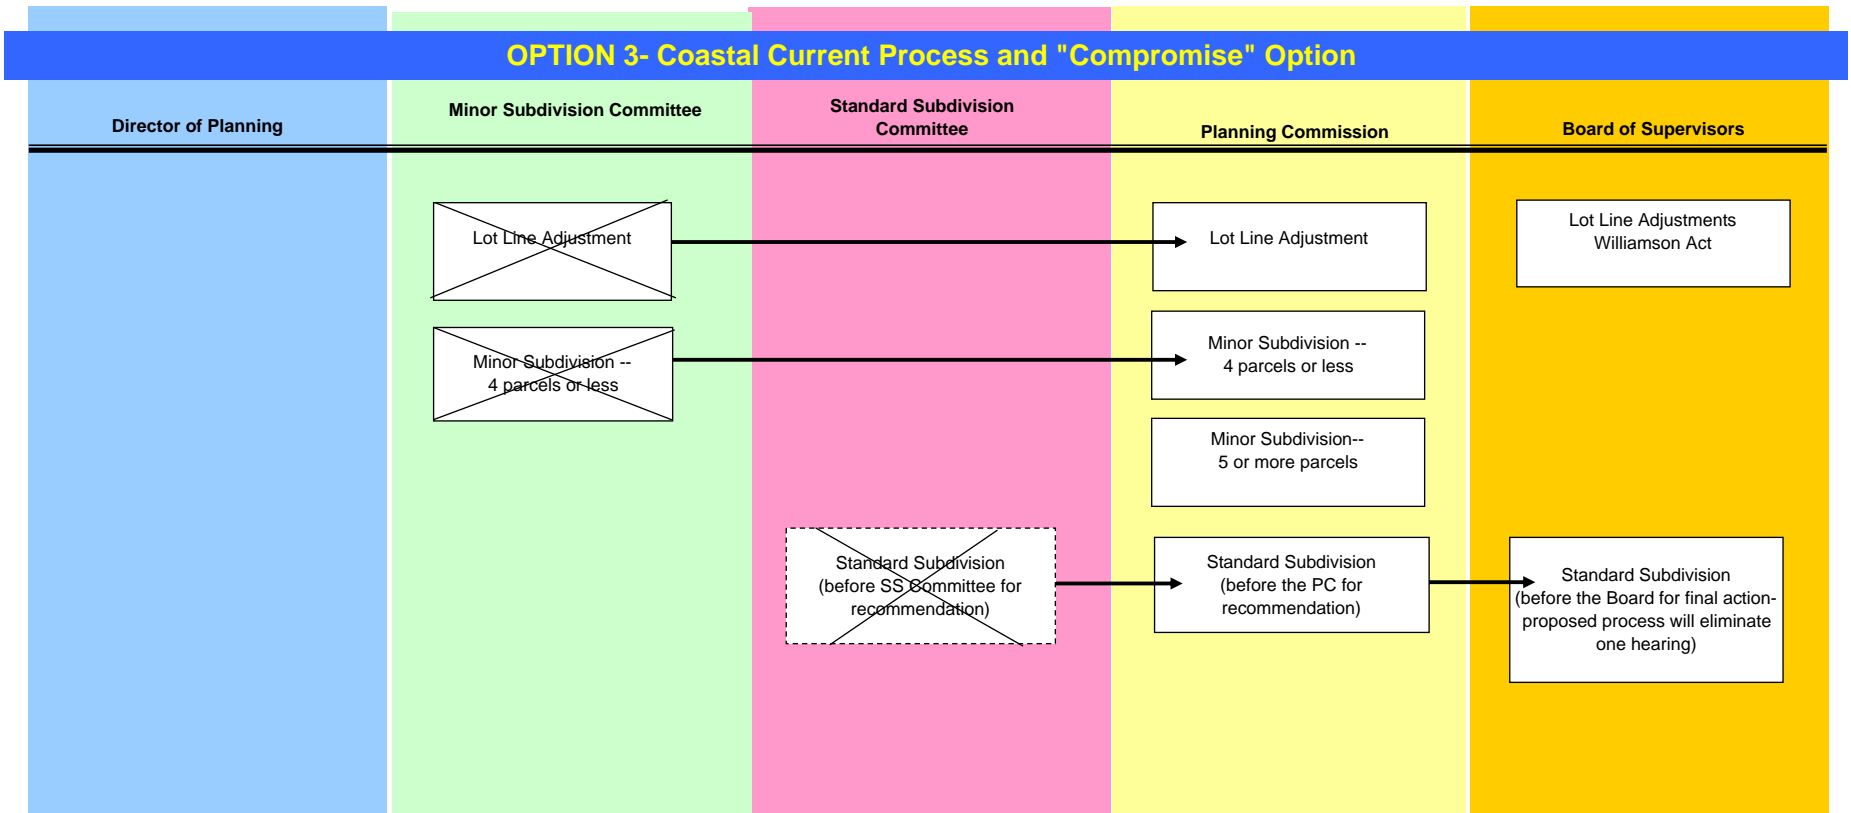 OPTION 3- Coastal Current Process and "Compromise" Option
Director of Planning
Minor Subdivision Committee
Standard Subdivision
Committee
Planning Commission
Board of Supervisors
Lot Line Adjustment
Lot Line Adjustment
Lot Line Adjustments
Williamson Act
Minor Subdivision --
4 parcels or less
Minor Subdivision --
4 parcels or less
Minor Subdivision--
5 or more parcels
Standard Subdivision
(before SS Committee for
recommendation)
Standard Subdivision
(before the PC for
recommendation)
Standard Subdivision
(before the Board for final action-
proposed process will eliminate
one hearing)